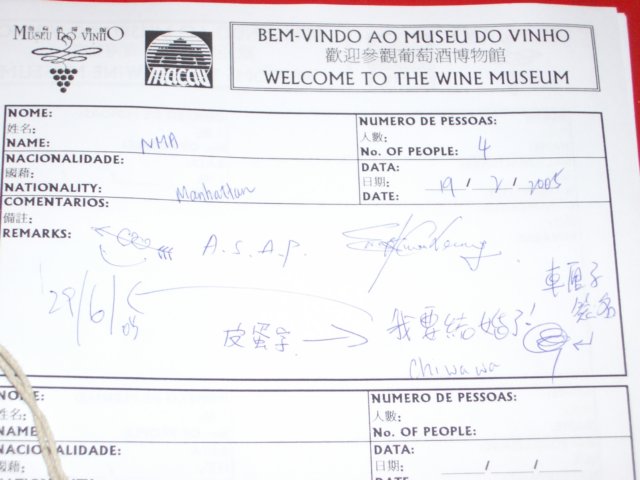 MUSEU DO VINHO
MACAU
BEM-VINDO AO MUSEU DO VINHO
歡迎參觀葡萄酒博物館
WELCOME TO THE WINE MUSEUM
NOME:
姓名:
NAME: NMA
NUMERO DE PESSOAS:
人數:
No. OF PEOPLE: 4
NACIONALIDADE:
國籍:
NATIONALITY: Manhattan
DATA:
日期:
DATE: 19 / 2 / 2005
COMENTARIOS:
備註:
REMARKS:
A.S.A.P.
29/6/05
皮蛋字
我要結婚了!
車厘子
簽名
Chiwawa
NOME:
姓名:
NAME:
NUMERO DE PESSOAS:
人數:
No. OF PEOPLE:
NACIONALIDADE:
國籍:
DATA:
日期: / /